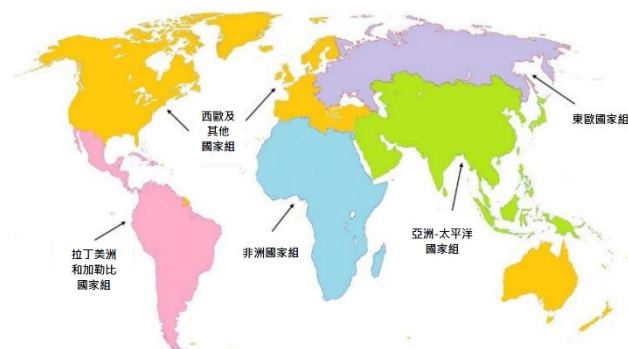 西歐及
其他
國家組
東歐國家組
拉丁美洲
和加勒比
國家組
非洲國家組
亞洲-太平洋
國家組